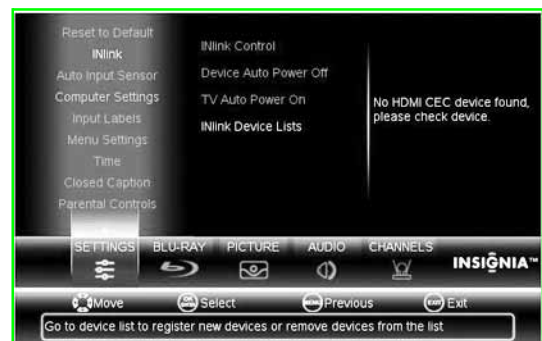 Reset to Default
INlink
Auto Input Sensor
Computer Settings
Input Labels
Menu Settings
Time
Closed Caption
Parental Controls
INlink Control
Device Auto Power Off
TV Auto Power On
INlink Device Lists
No HDMI CEC device found,
please check device.
SETTINGS BLU-RAY PICTURE AUDIO CHANNELS
INSIGNIA™
Move OK ENTER Select MENU Previous EXIT Exit
Go to device list to register new devices or remove devices from the list